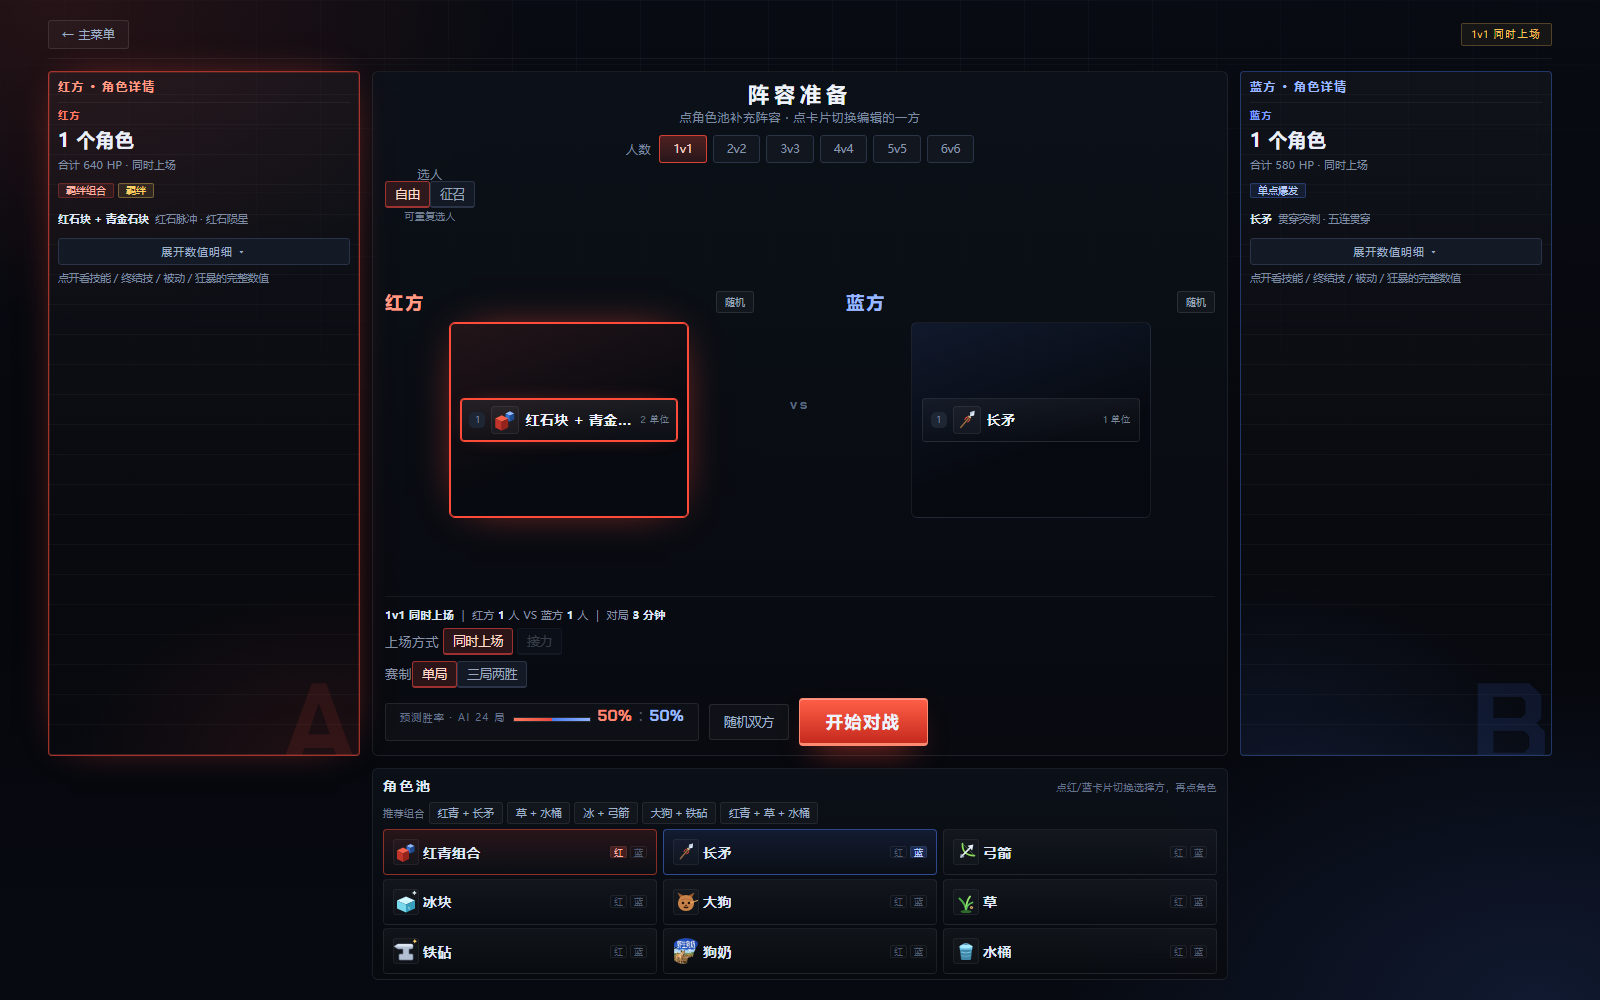 ← 主菜单
1v1 同时上场
红方 • 角色详情
红方
1 个角色
合计 640 HP · 同时上场
羁绊组合 羁绊
红石块 + 青金石块 红石脉冲 · 红石陨星
展开数值明细
点开看技能 / 终结技 / 被动 / 狂暴的完整数值
A
阵容准备
点角色池补充阵容 · 点卡片切换编辑的一方
人数 1v1 2v2 3v3 4v4 5v5 6v6
选人
自由 征召
可重复选人
红方 随机
1 红石块 + 青金... 2 单位
VS
蓝方 随机
1 长矛 1 单位
1v1 同时上场 | 红方 1 人 VS 蓝方 1 人 | 对局 3 分钟
上场方式 同时上场 接力
赛制 单局 三局两胜
预测胜率 · AI 24 局 50% : 50%
随机双方
开始对战
蓝方 • 角色详情
蓝方
1 个角色
合计 580 HP · 同时上场
单点爆发
长矛 贯穿突刺 · 五连贯穿
展开数值明细
点开看技能 / 终结技 / 被动 / 狂暴的完整数值
B
角色池
点红/蓝卡片切换选择方，再点角色
推荐组合 红青 + 长矛 草 + 水桶 冰 + 弓箭 大狗 + 铁砧 红青 + 草 + 水桶
红青组合 红 蓝
长矛 红 蓝
弓箭 红 蓝
冰块 红 蓝
大狗 红 蓝
草 红 蓝
铁砧 红 蓝
狗奶 红 蓝
水桶 红 蓝